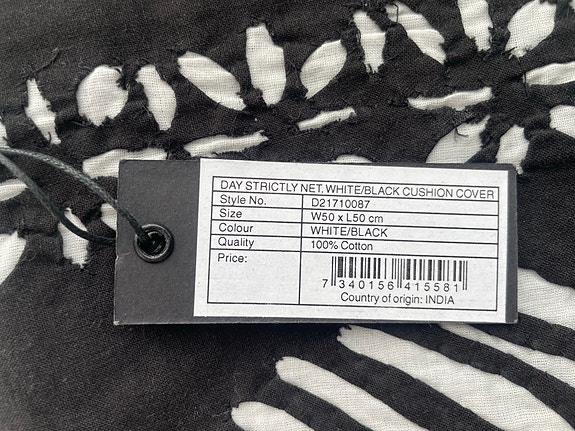 DAY STRICTLY NET. WHITE/BLACK CUSHION COVER
Style No. D21710087
Size W50 x L50 cm
Colour WHITE/BLACK
Quality 100% Cotton
Price:
7 340156 415581
Country of origin: INDIA